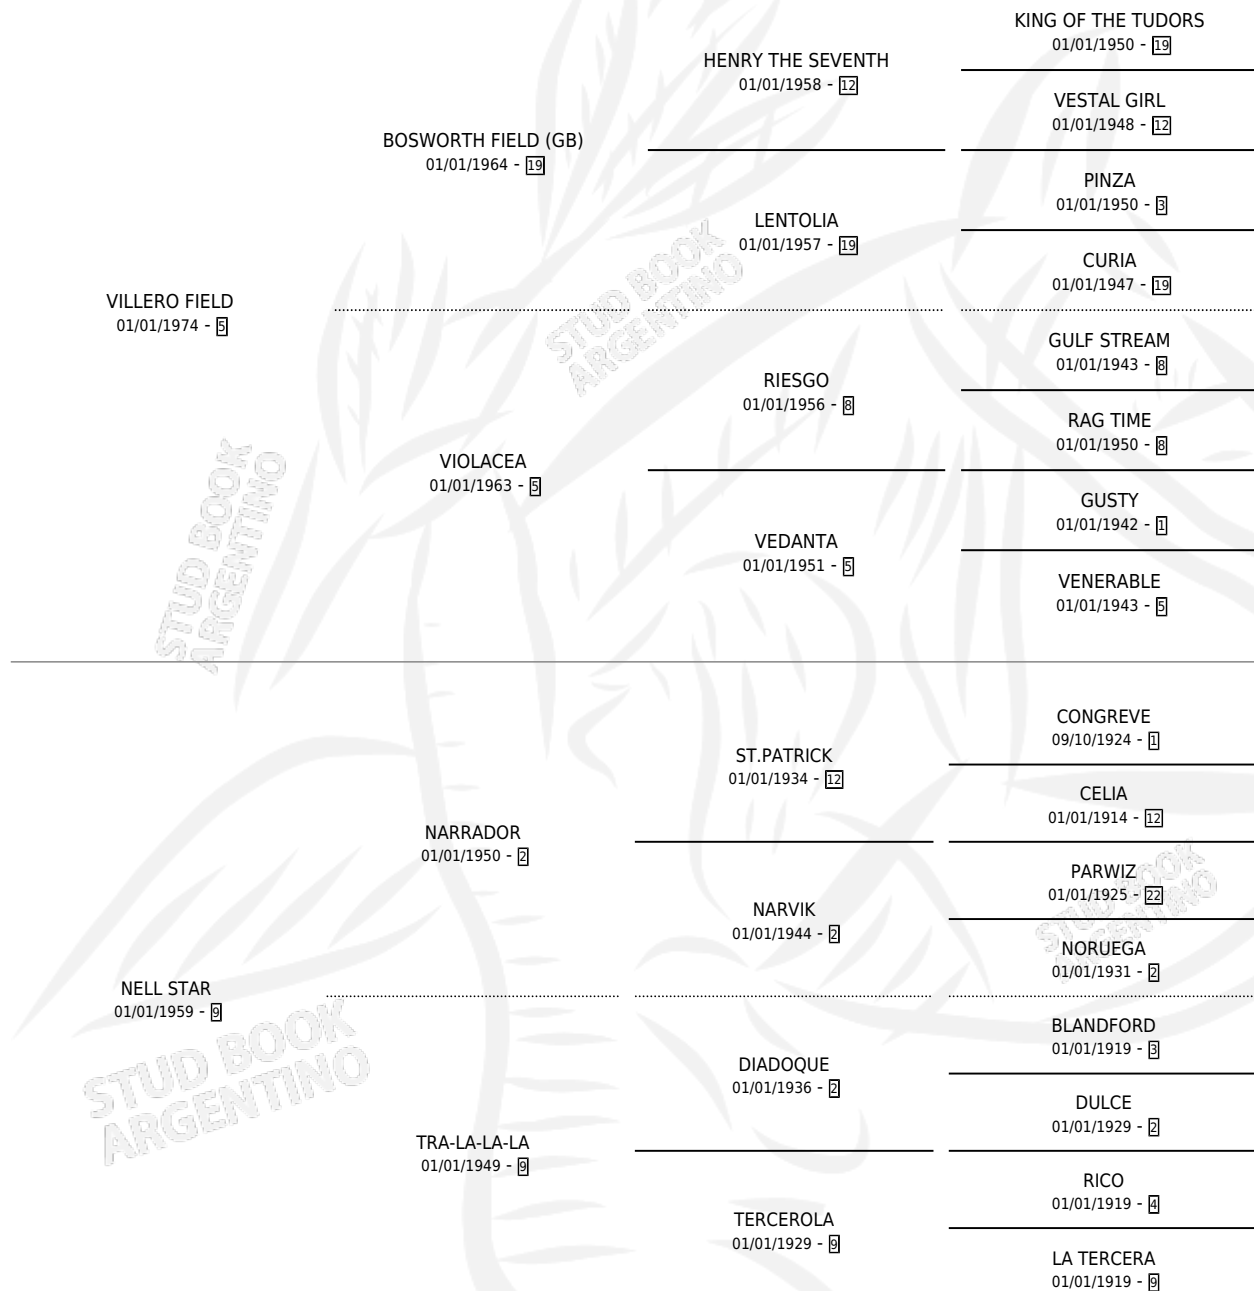 KING OF THE TUDORS
01/01/1950 - 19
HENRY THE SEVENTH
01/01/1958 - 12
VESTAL GIRL
01/01/1948 - 12
BOSWORTH FIELD (GB)
01/01/1964 - 19
PINZA
01/01/1950 - 3
LENTOLIA
01/01/1957 - 19
CURIA
01/01/1947 - 19
VILLERO FIELD
01/01/1974 - 5
GULF STREAM
01/01/1943 - 8
RIESGO
01/01/1956 - 8
RAG TIME
01/01/1950 - 8
VIOLACEA
01/01/1963 - 5
GUSTY
01/01/1942 - 1
VEDANTA
01/01/1951 - 5
VENERABLE
01/01/1943 - 5
STUD BOOK
ARGENTINO
STUD BOOK
ARGENTINO
CONGREVE
09/10/1924 - 1
ST.PATRICK
01/01/1934 - 12
CELIA
01/01/1914 - 12
NARRADOR
01/01/1950 - 2
PARWIZ
01/01/1925 - 22
NARVIK
01/01/1944 - 2
NORUEGA
01/01/1931 - 2
NELL STAR
01/01/1959 - 9
BLANDFORD
01/01/1919 - 3
DIADOQUE
01/01/1936 - 2
DULCE
01/01/1929 - 2
TRA-LA-LA-LA
01/01/1949 - 9
RICO
01/01/1919 - 4
TERCEROLA
01/01/1929 - 9
LA TERCERA
01/01/1919 - 9
STUD BOOK
ARGENTINO
STUD BOOK
ARGENTINO